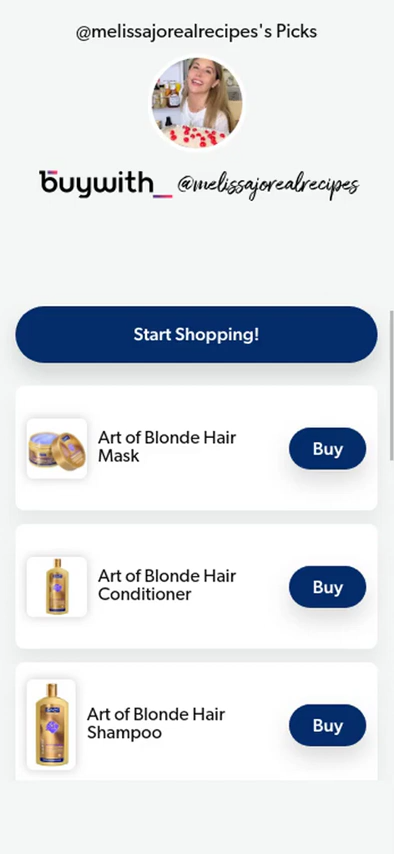 @melissajorealrecipes's Picks
buywith_ @melissajorealrecipes
Start Shopping!
Art of Blonde Hair
Mask
Buy
Art of Blonde Hair
Conditioner
Buy
Art of Blonde Hair
Shampoo
Buy